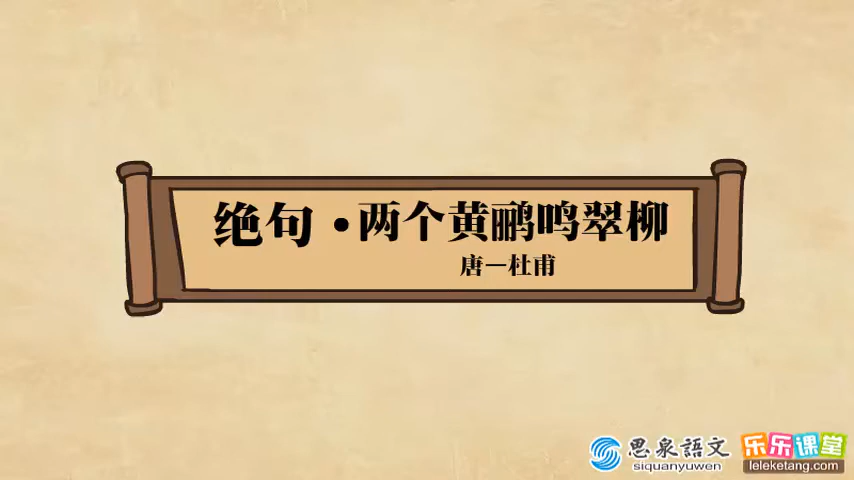 绝句·两个黄鹂鸣翠柳
唐一杜甫
思泉語文
siquanyuwen
乐乐课堂
leleketang.com